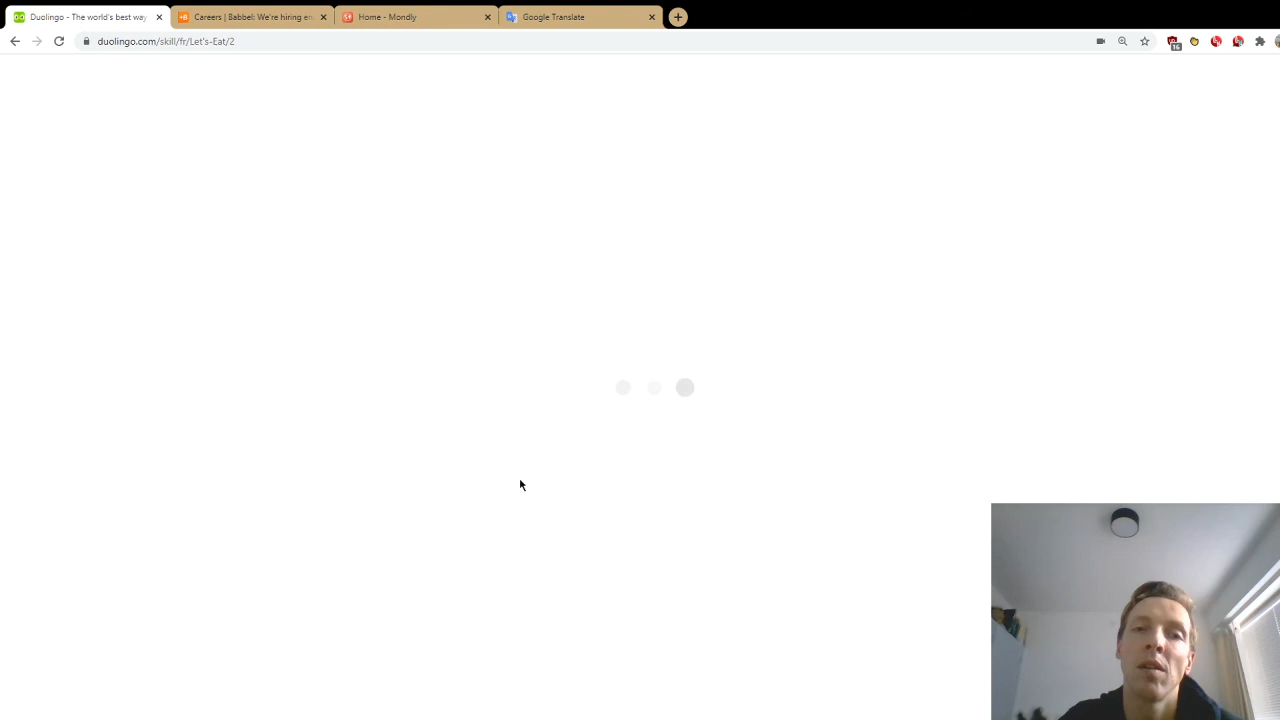 Duolingo - The world's best way
Careers | Babbel: We're hiring en
Home - Mondly
Google Translate
duolingo.com/skill/fr/Let's-Eat/2
16